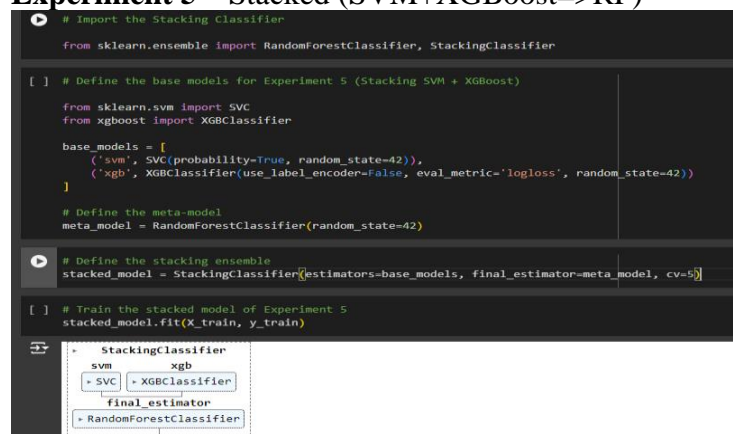 Experiment 5 – Stacked (SVM+XGBoost=>RF)
# Import the Stacking Classifier
from sklearn.ensemble import RandomForestClassifier, StackingClassifier
[ ] # Define the base models for Experiment 5 (Stacking SVM + XGBoost)
from sklearn.svm import SVC
from xgboost import XGBClassifier
base_models = [
('svm', SVC(probability=True, random_state=42)),
('xgb', XGBClassifier(use_label_encoder=False, eval_metric='logloss', random_state=42))
]
# Define the meta-model
meta_model = RandomForestClassifier(random_state=42)
# Define the stacking ensemble
stacked_model = StackingClassifier(estimators=base_models, final_estimator=meta_model, cv=5)
[ ] # Train the stacked model of Experiment 5
stacked_model.fit(X_train, y_train)
StackingClassifier
svm xgb
SVC XGBClassifier
final_estimator
RandomForestClassifier